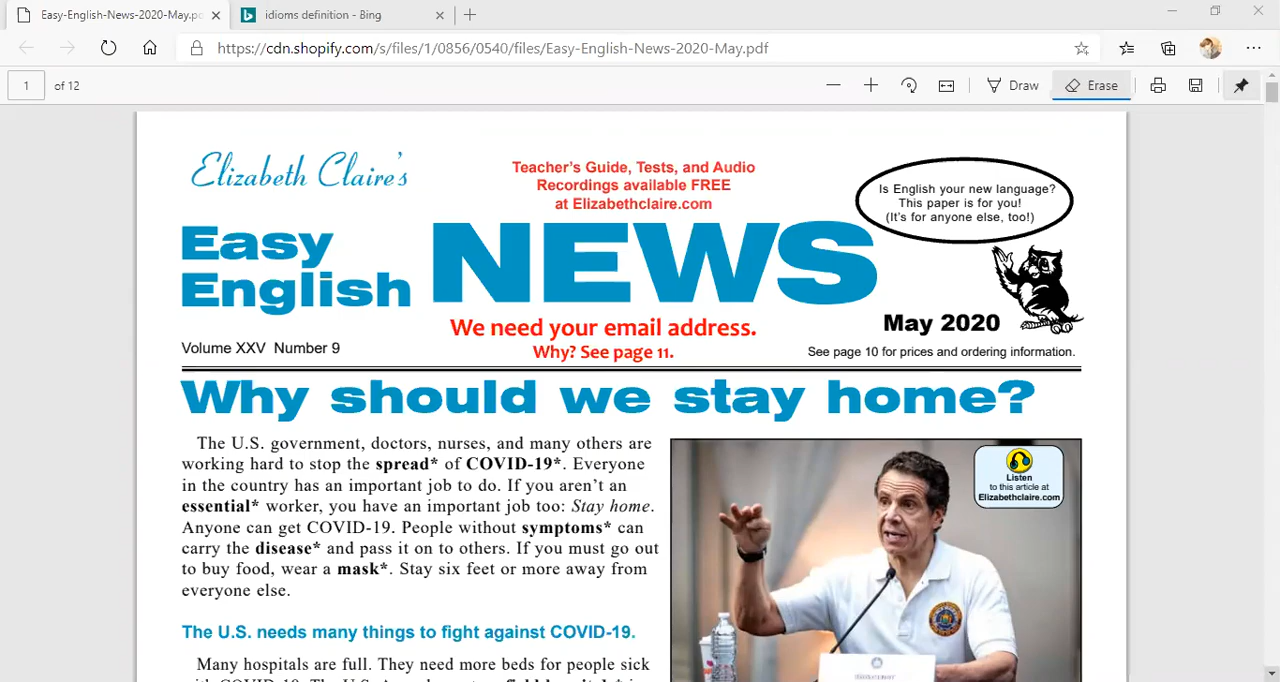 Easy-English-News-2020-May.pd
idioms definition - Bing
https://cdn.shopify.com/s/files/1/0856/0540/files/Easy-English-News-2020-May.pdf
1 of 12
Draw
Erase
Elizabeth Claire's
Teacher's Guide, Tests, and Audio
Recordings available FREE
at Elizabethclaire.com
Is English your new language?
This paper is for you!
(It's for anyone else, too!)
Easy
English
NEWS
We need your email address.
Why? See page 11.
May 2020
Volume XXV Number 9
See page 10 for prices and ordering information.
Why should we stay home?
The U.S. government, doctors, nurses, and many others are
working hard to stop the spread* of COVID-19*. Everyone
in the country has an important job to do. If you aren't an
essential* worker, you have an important job too: Stay home.
Anyone can get COVID-19. People without symptoms* can
carry the disease* and pass it on to others. If you must go out
to buy food, wear a mask*. Stay six feet or more away from
everyone else.
Listen
to this article at
Elizabethclaire.com
The U.S. needs many things to fight against COVID-19.
Many hospitals are full. They need more beds for people sick